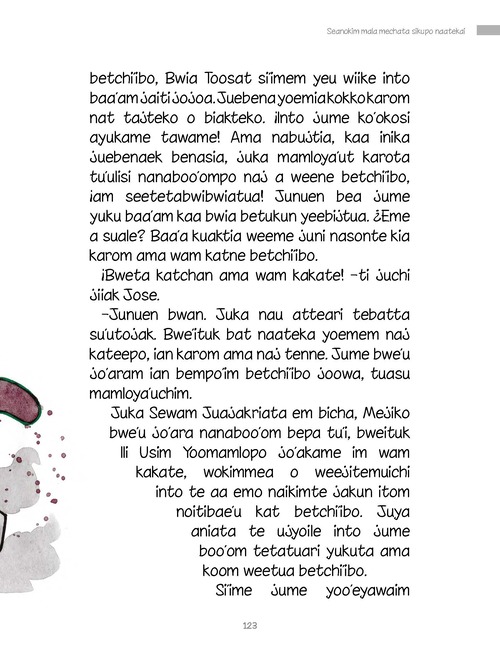 Seanokim mala mechata sikupo naatekai
betchi'ibo, Bwia Toosat si'imem yeu wiike into
baa'am jaiti jojoa. Juebena yoemia kokko karom
nat tajteko o biakteko. ¡Into jume ko'okosi
ayukame tawame! Ama nabujtia, kaa inika
juebenaek benasia, juka mamloya'ut karota
tu'ulisi nanaboo'ompo naj a weene betchi'ibo,
¡am seetetabwibwiatua! Junuen bea jume
yuku baa'am kaa bwia betukun yeebijtua. ¿Eme
a suale? Baa'a kuaktia weeme juni nasonte kia
karom ama wam katne betchi'ibo.
¡Bweta katchan ama wam kakate! –ti juchi
jiiak Jose.
–Junuen bwan. Juka nau atteari tebatta
su'utojak. Bwe'ituk bat naateka yoemem naj
kateepo, ian karom ama naj tenne. Jume bwe'u
jo'aram ian bempo'im betchi'ibo joowa, tuasu
mamloya'uchim.
Juka Sewam Juajakriata em bicha, Mejiko
bwe'u jo'ara nanaboo'om bepa tu'i, bweituk
Ili Usim Yoomamlopo jo'akame im wam
kakate, wokimmea o weejitemuichi
into te aa emo naikimte jakun itom
noitibae'u kat betchi'ibo. Juya
aniata te ujyoile into jume
boo'om tetatuari yukuta ama
koom weetua betchi'ibo.
Si'ime jume yoo'eyawaim
123